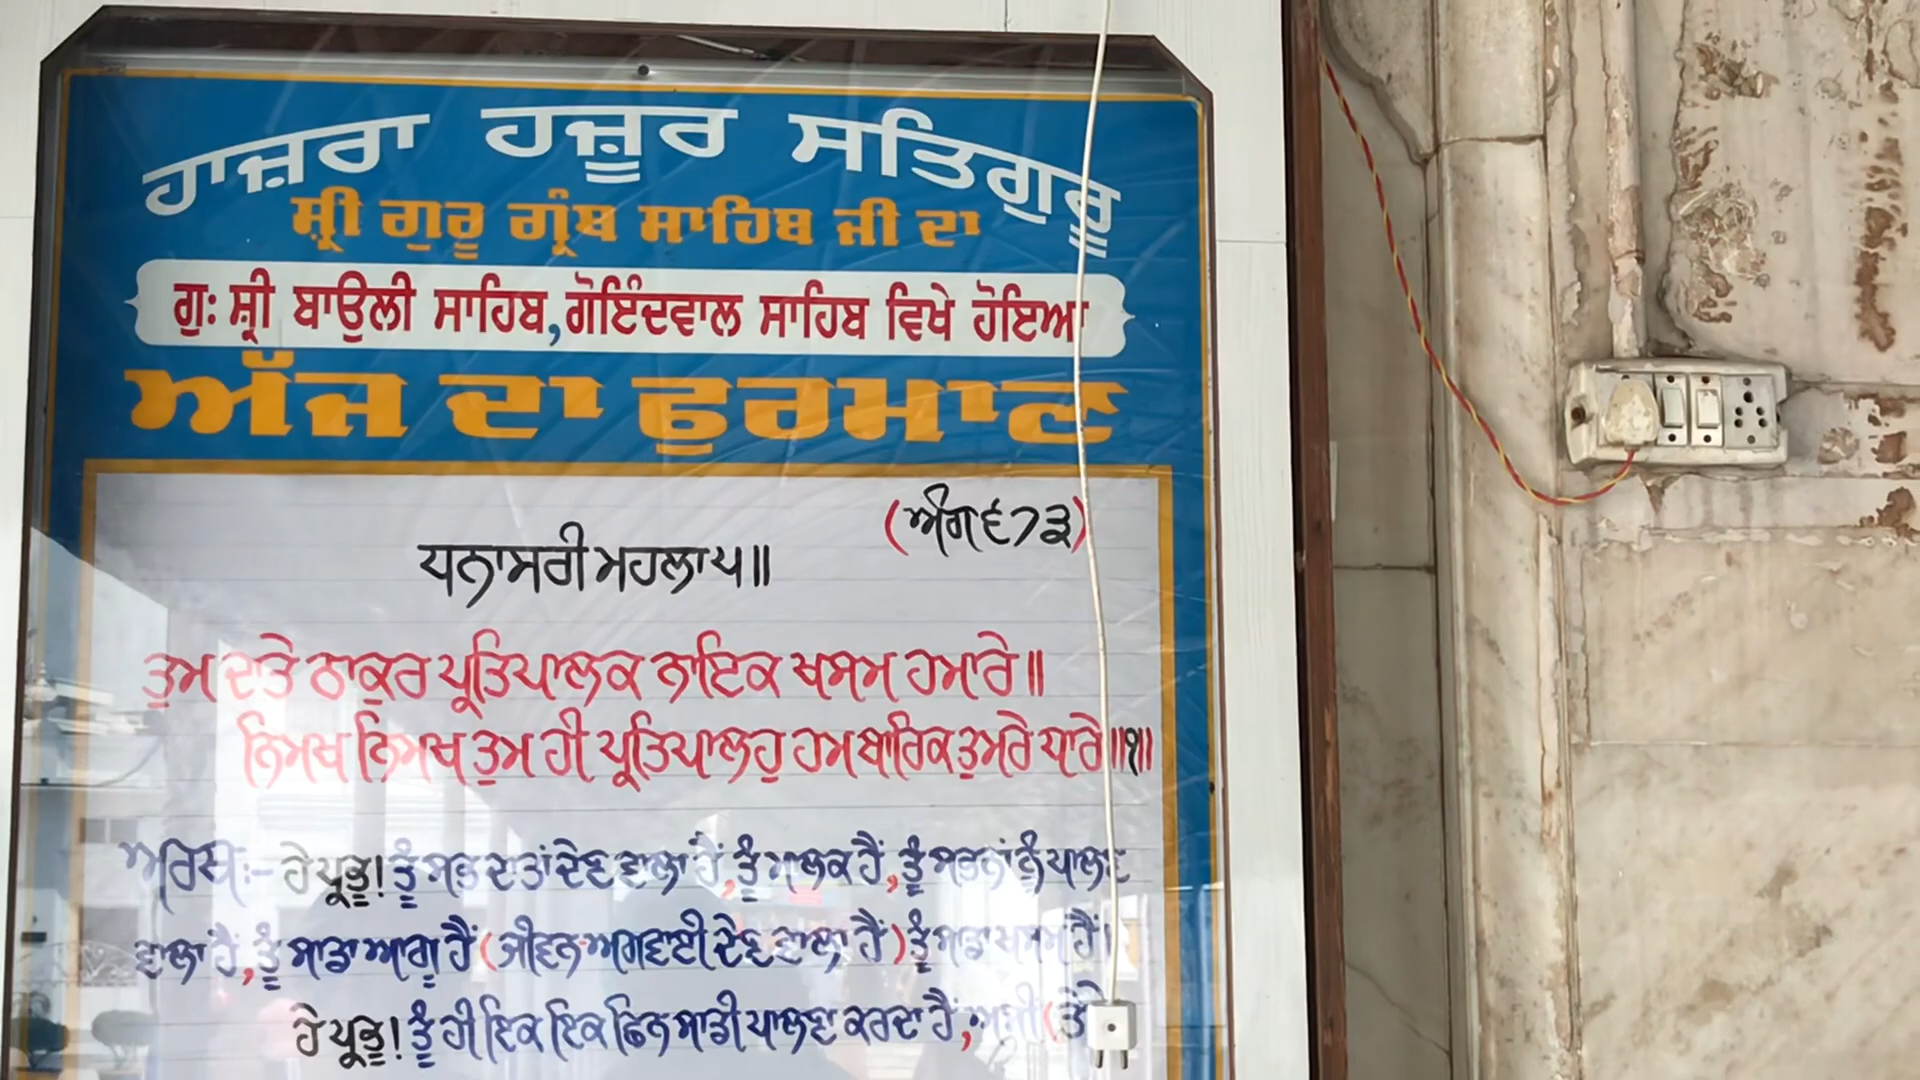 ਹਾਜ਼ਰਾ ਹਜ਼ੂਰ ਸਤਿਗੁਰੂ
ਸ਼੍ਰੀ ਗੁਰੂ ਗ੍ਰੰਥ ਸਾਹਿਬ ਜੀ ਦਾ
ਗੁਃ ਸ਼੍ਰੀ ਬਾਉਲੀ ਸਾਹਿਬ, ਗੋਇੰਦਵਾਲ ਸਾਹਿਬ ਵਿਖੇ ਹੋਇਆ
ਅੱਜ ਦਾ ਫੁਰਮਾਣ
(ਅੰਗ ੬੭੩)
ਧਨਾਸਰੀ ਮਹਲਾ ੫॥
ਤੁਮ ਦਾਤੇ ਠਾਕੁਰ ਪ੍ਰਤਿਪਾਲਕ ਨਾਇਕ ਖਸਮ ਹਮਾਰੇ॥
ਨਿਮਖ ਨਿਮਖ ਤੁਮ ਹੀ ਪ੍ਰਤਿਪਾਲਹੁ ਹਮ ਬਾਰਿਕ ਤੁਮਰੇ ਧਾਰੇ॥੧॥
ਅਰਥ:- ਹੇ ਪ੍ਰਭੂ! ਤੂੰ ਸਭ ਦਾਤਾਂ ਦੇਣ ਵਾਲਾ ਹੈਂ, ਤੂੰ ਮਾਲਕ ਹੈਂ, ਤੂੰ ਸਭਨਾਂ ਨੂੰ ਪਾਲਣ
ਵਾਲਾ ਹੈਂ, ਤੂੰ ਸਾਡਾ ਆਗੂ ਹੈਂ (ਜੀਵਨ-ਅਗਵਾਈ ਦੇਣ ਵਾਲਾ ਹੈਂ) ਤੂੰ ਸਾਡਾ ਖਸਮ ਹੈਂ।
ਹੇ ਪ੍ਰਭੂ! ਤੂੰ ਹੀ ਇਕ ਇਕ ਛਿਨ ਸਾਡੀ ਪਾਲਣਾ ਕਰਦਾ ਹੈਂ, ਅਸੀ (ਤੇਰੇ